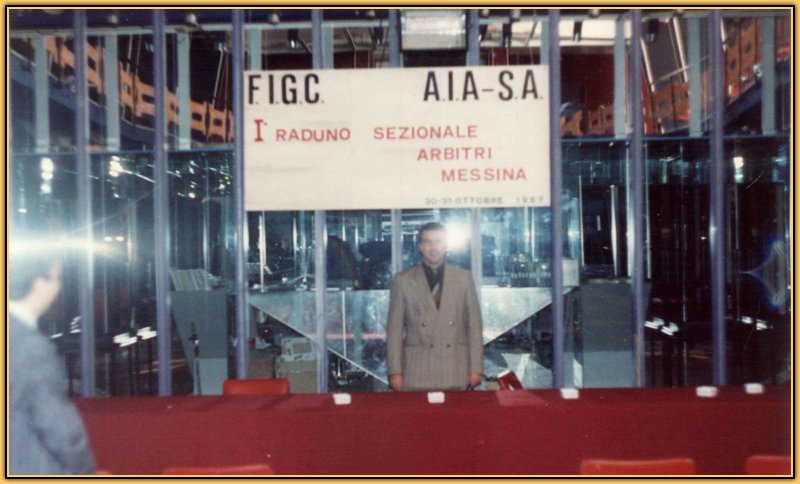 F.I.G.C. A.I.A-S.A.
I° RADUNO SEZIONALE
ARBITRI
MESSINA
30-31 OTTOBRE 1987